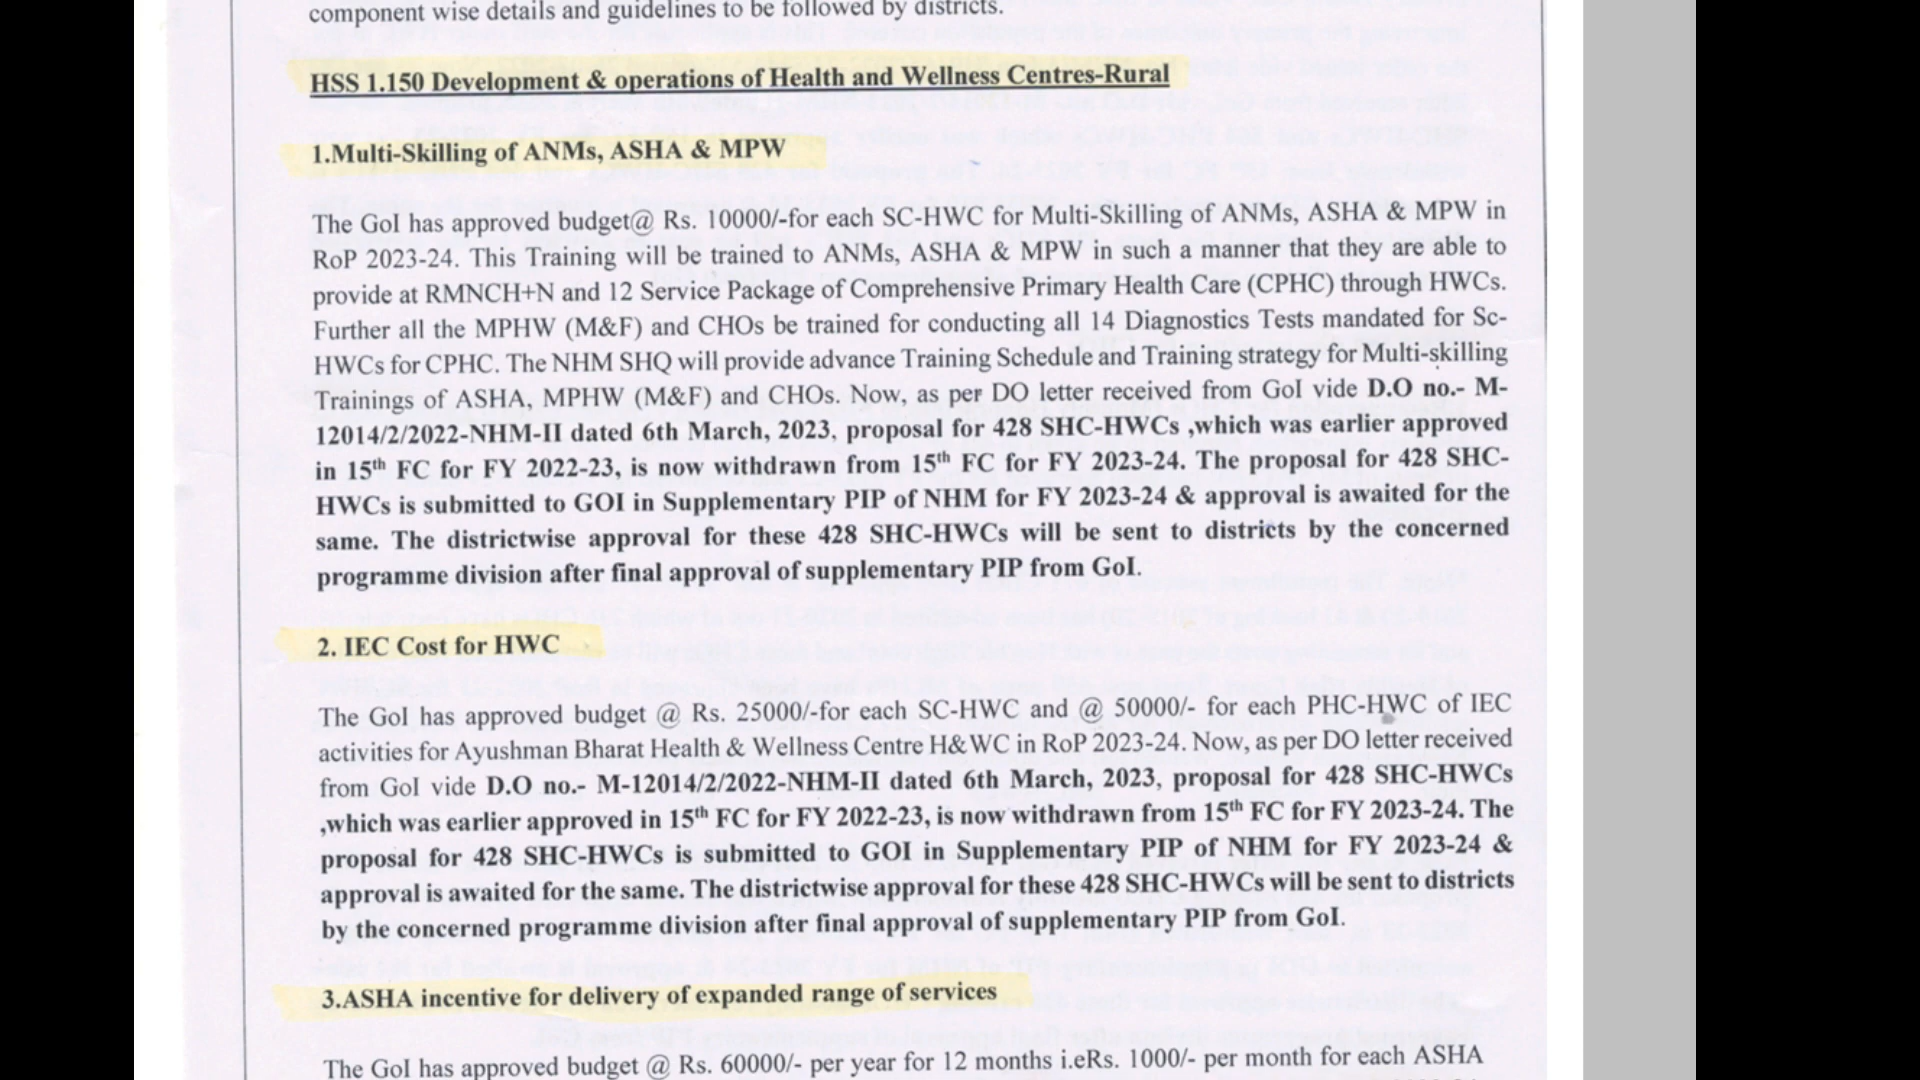 component wise details and guidelines to be followed by districts.
HSS 1.150 Development & operations of Health and Wellness Centres-Rural
1.Multi-Skilling of ANMs, ASHA & MPW
The GoI has approved budget@ Rs. 10000/-for each SC-HWC for Multi-Skilling of ANMs, ASHA & MPW in
RoP 2023-24. This Training will be trained to ANMs, ASHA & MPW in such a manner that they are able to
provide at RMNCH+N and 12 Service Package of Comprehensive Primary Health Care (CPHC) through HWCs.
Further all the MPHW (M&F) and CHOs be trained for conducting all 14 Diagnostics Tests mandated for Sc-
HWCs for CPHC. The NHM SHQ will provide advance Training Schedule and Training strategy for Multi-skilling
Trainings of ASHA, MPHW (M&F) and CHOs. Now, as per DO letter received from GoI vide D.O no.- M-
12014/2/2022-NHM-II dated 6th March, 2023, proposal for 428 SHC-HWCs ,which was earlier approved
in 15th FC for FY 2022-23, is now withdrawn from 15th FC for FY 2023-24. The proposal for 428 SHC-
HWCs is submitted to GOI in Supplementary PIP of NHM for FY 2023-24 & approval is awaited for the
same. The districtwise approval for these 428 SHC-HWCs will be sent to districts by the concerned
programme division after final approval of supplementary PIP from GoI.
2. IEC Cost for HWC
The GoI has approved budget @ Rs. 25000/-for each SC-HWC and @ 50000/- for each PHC-HWC of IEC
activities for Ayushman Bharat Health & Wellness Centre H&WC in RoP 2023-24. Now, as per DO letter received
from GoI vide D.O no.- M-12014/2/2022-NHM-II dated 6th March, 2023, proposal for 428 SHC-HWCs
,which was earlier approved in 15th FC for FY 2022-23, is now withdrawn from 15th FC for FY 2023-24. The
proposal for 428 SHC-HWCs is submitted to GOI in Supplementary PIP of NHM for FY 2023-24 &
approval is awaited for the same. The districtwise approval for these 428 SHC-HWCs will be sent to districts
by the concerned programme division after final approval of supplementary PIP from GoI.
3.ASHA incentive for delivery of expanded range of services
The GoI has approved budget @ Rs. 60000/- per year for 12 months i.eRs. 1000/- per month for each ASHA